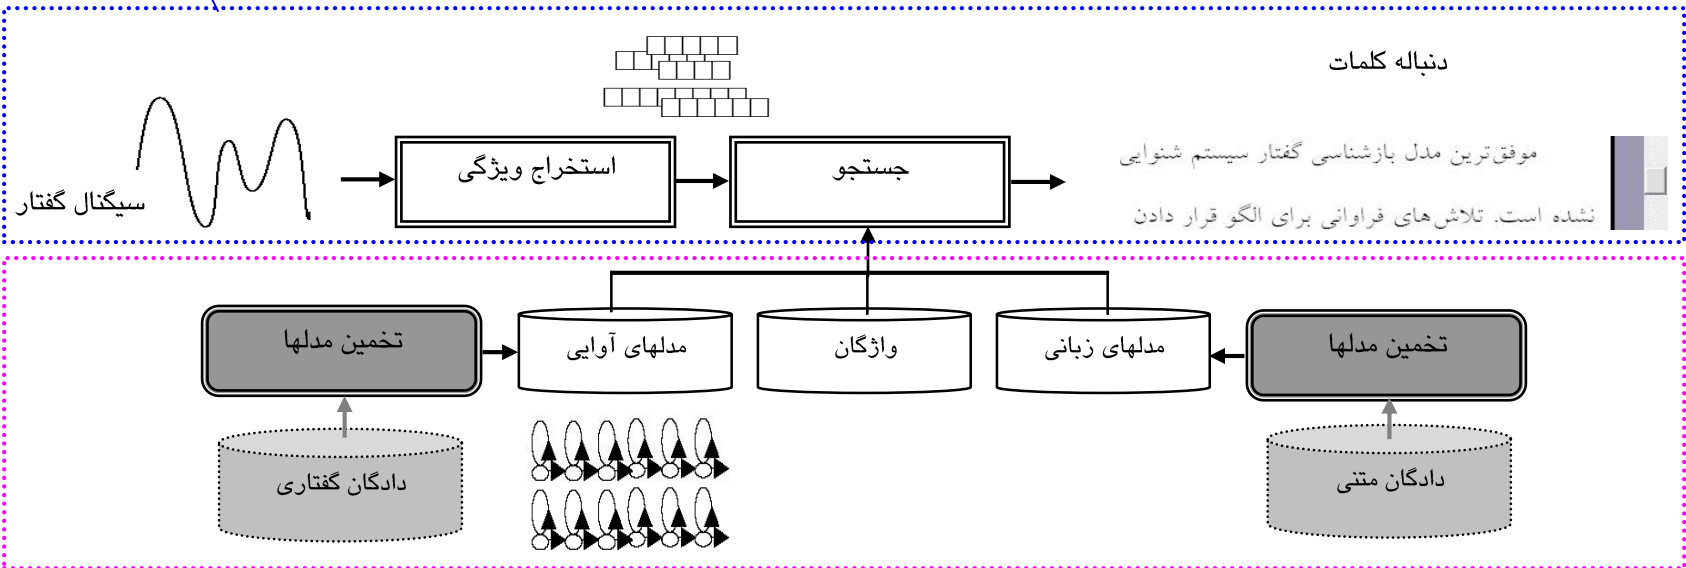 دنباله کلمات
سیگنال گفتار
استخراج ویژگی
جستجو
موفق‌ترین مدل بازشناسی گفتار سیستم شنوایی
نشده است. تلاش‌های فراوانی برای الگو قرار دادن
تخمین مدلها
مدلهای آوایی
واژگان
مدلهای زبانی
تخمین مدلها
دادگان گفتاری
دادگان متنی